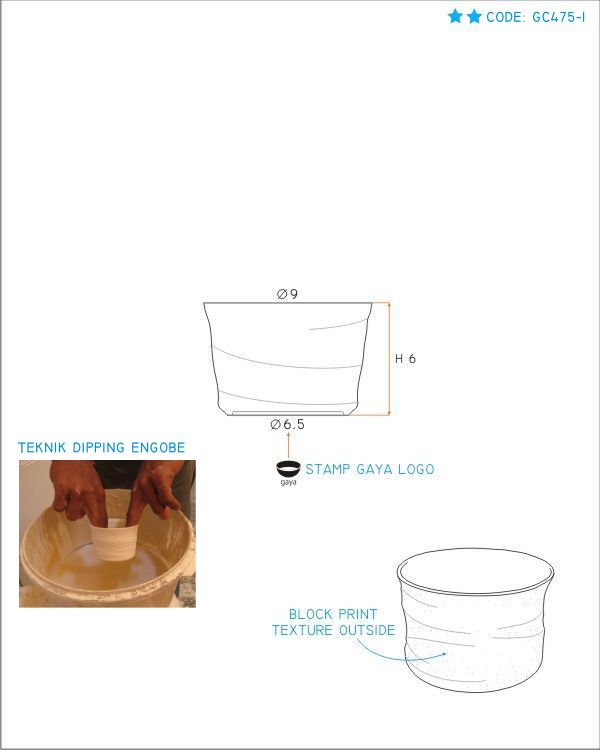 CODE: GC475-I
Ø9
H 6
Ø6.5
TEKNIK DIPPING ENGOBE
STAMP GAYA LOGO
gaya
BLOCK PRINT
TEXTURE OUTSIDE